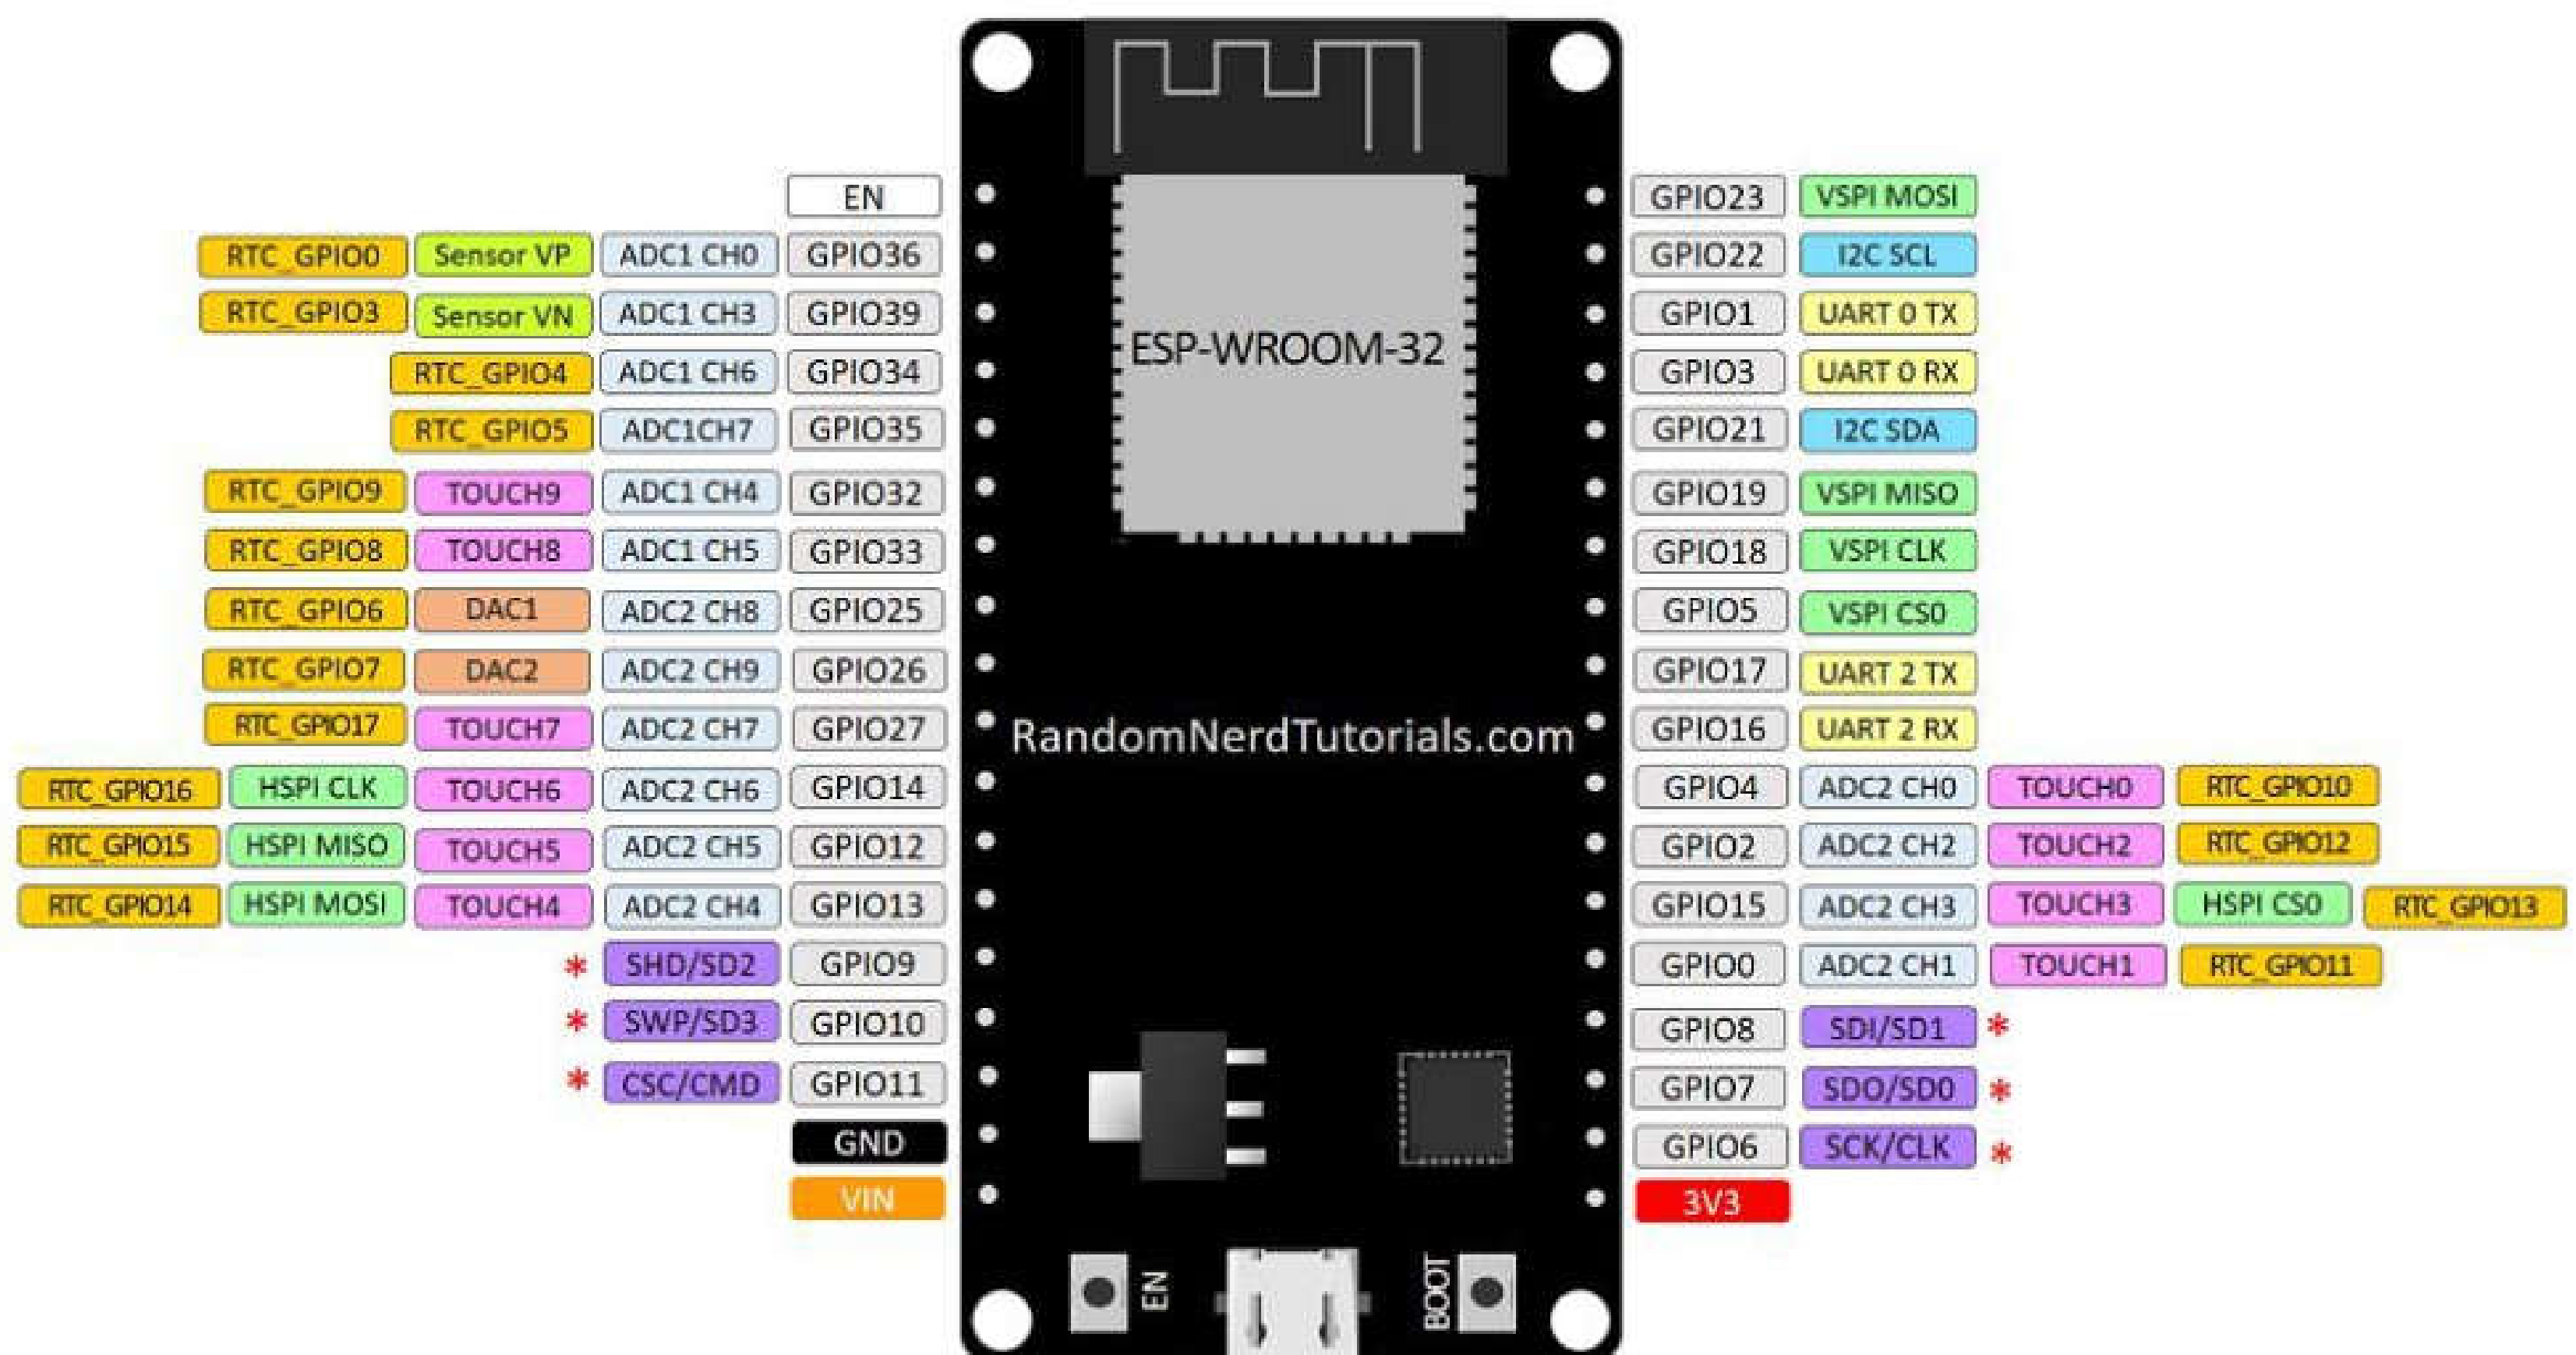 EN GPIO23 VSPI MOSI
RTC_GPIO0 Sensor VP ADC1 CH0 GPIO36 GPIO22 I2C SCL
RTC_GPIO3 Sensor VN ADC1 CH3 GPIO39 GPIO1 UART 0 TX
RTC_GPIO4 ADC1 CH6 GPIO34 ESP-WROOM-32 GPIO3 UART 0 RX
RTC_GPIO5 ADC1CH7 GPIO35 GPIO21 I2C SDA
RTC_GPIO9 TOUCH9 ADC1 CH4 GPIO32 GPIO19 VSPI MISO
RTC_GPIO8 TOUCH8 ADC1 CH5 GPIO33 GPIO18 VSPI CLK
RTC_GPIO6 DAC1 ADC2 CH8 GPIO25 GPIO5 VSPI CS0
RTC_GPIO7 DAC2 ADC2 CH9 GPIO26 GPIO17 UART 2 TX
RTC_GPIO17 TOUCH7 ADC2 CH7 GPIO27 RandomNerdTutorials.com GPIO16 UART 2 RX
RTC_GPIO16 HSPI CLK TOUCH6 ADC2 CH6 GPIO14 GPIO4 ADC2 CH0 TOUCH0 RTC_GPIO10
RTC_GPIO15 HSPI MISO TOUCH5 ADC2 CH5 GPIO12 GPIO2 ADC2 CH2 TOUCH2 RTC_GPIO12
RTC_GPIO14 HSPI MOSI TOUCH4 ADC2 CH4 GPIO13 GPIO15 ADC2 CH3 TOUCH3 HSPI CS0 RTC_GPIO13
* SHD/SD2 GPIO9 GPIO0 ADC2 CH1 TOUCH1 RTC_GPIO11
* SWP/SD3 GPIO10 GPIO8 SDI/SD1 *
* CSC/CMD GPIO11 GPIO7 SDO/SD0 *
GND GPIO6 SCK/CLK *
VIN 3V3
EN BOOT